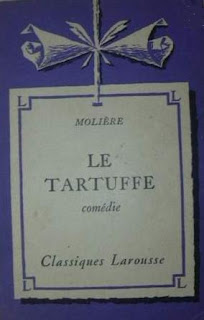 L L
MOLIÈRE
LE
TARTUFFE
comédie
Classiques Larousse
L L